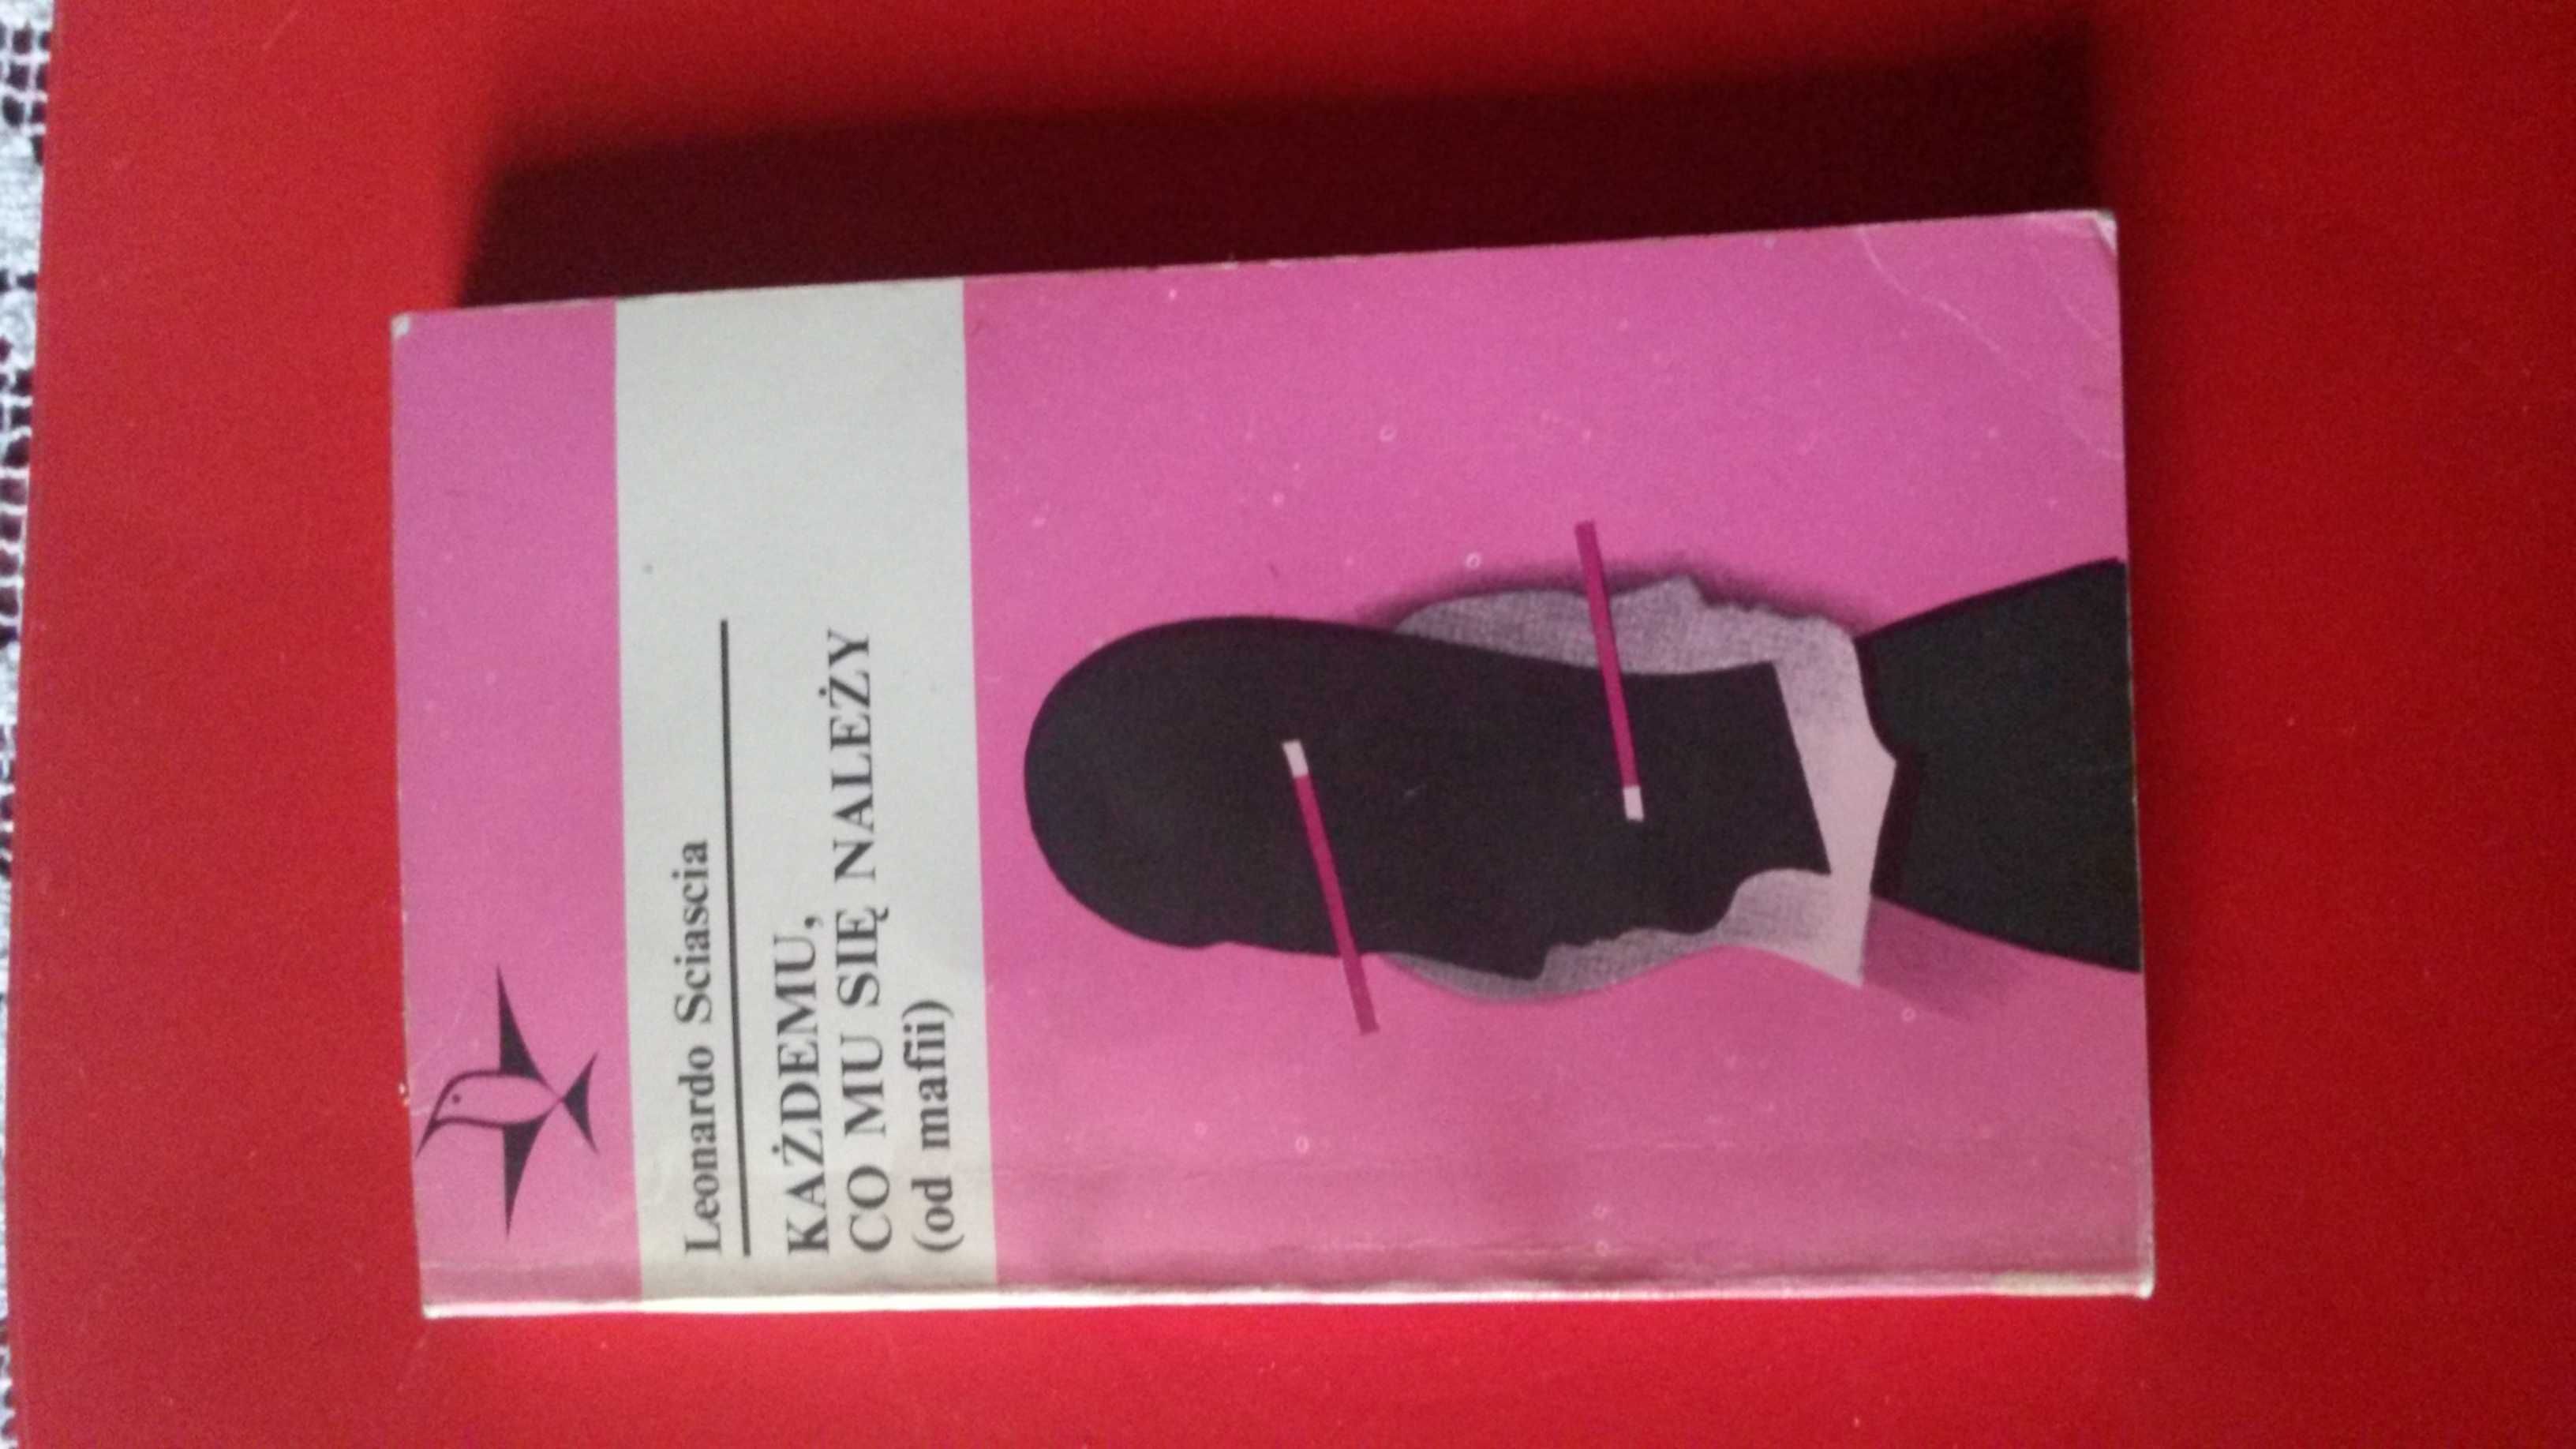 Leonardo Sciascia
KAŻDEMU,
CO MU SIĘ NALEŻY
(od mafii)